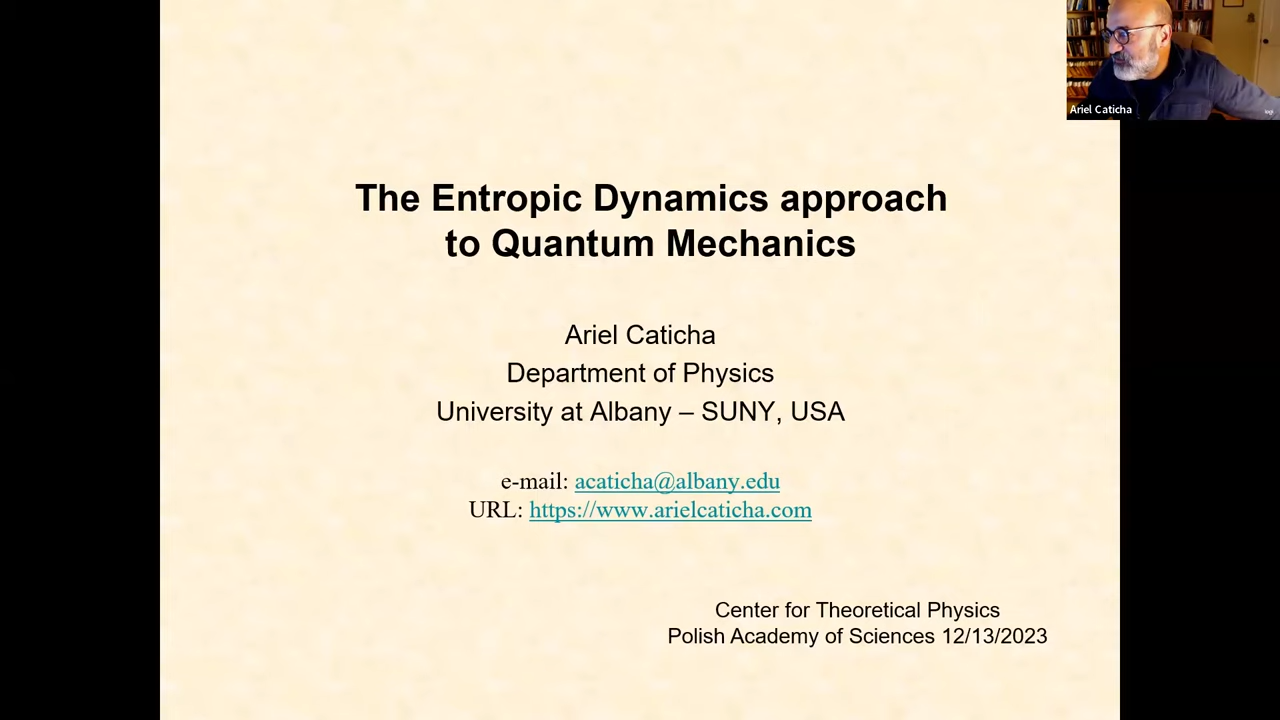 Ariel Caticha
The Entropic Dynamics approach
to Quantum Mechanics
Ariel Caticha
Department of Physics
University at Albany – SUNY, USA
e-mail: acaticha@albany.edu
URL: https://www.arielcaticha.com
Center for Theoretical Physics
Polish Academy of Sciences 12/13/2023